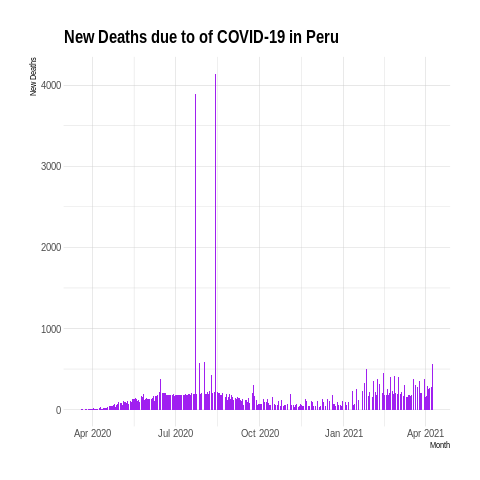 New Deaths due to of COVID-19 in Peru
New Deaths
4000
3000
2000
1000
0
Apr 2020 Jul 2020 Oct 2020 Jan 2021 Apr 2021
Month